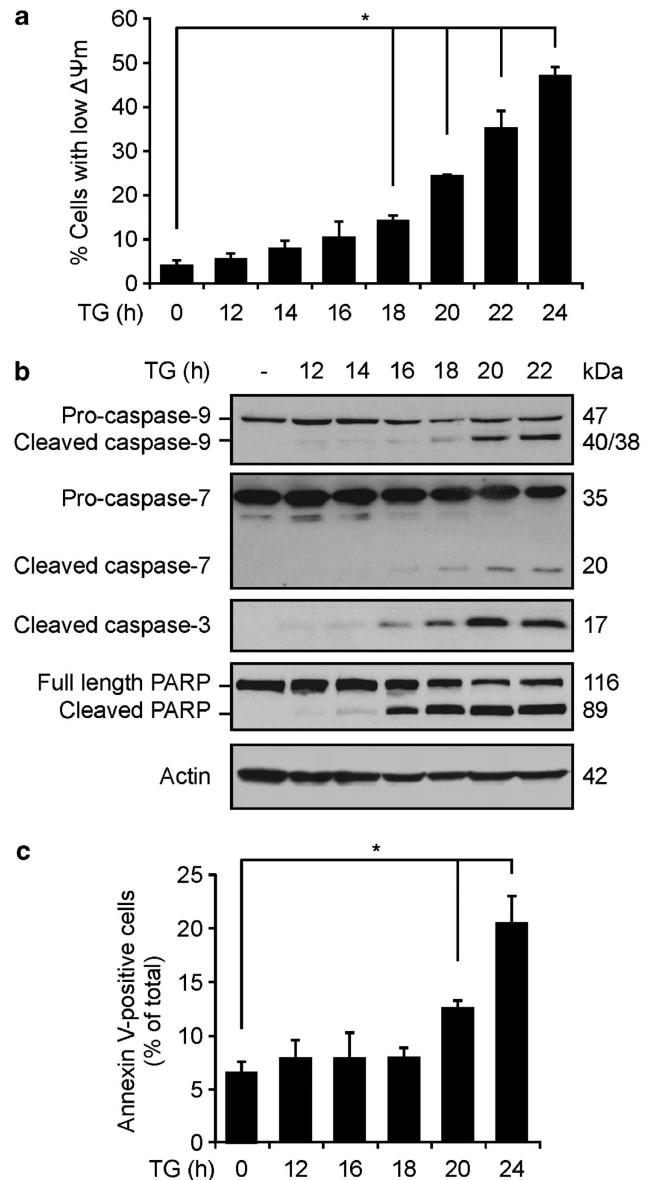 a
*
% Cells with low ΔΨm
60
50
40
30
20
10
0
TG (h) 0 12 14 16 18 20 22 24
b
TG (h) - 12 14 16 18 20 22 kDa
Pro-caspase-9 47
Cleaved caspase-9 40/38
Pro-caspase-7 35
Cleaved caspase-7 20
Cleaved caspase-3 17
Full length PARP 116
Cleaved PARP 89
Actin 42
c
*
Annexin V-positive cells
(% of total)
25
20
15
10
5
0
TG (h) 0 12 16 18 20 24